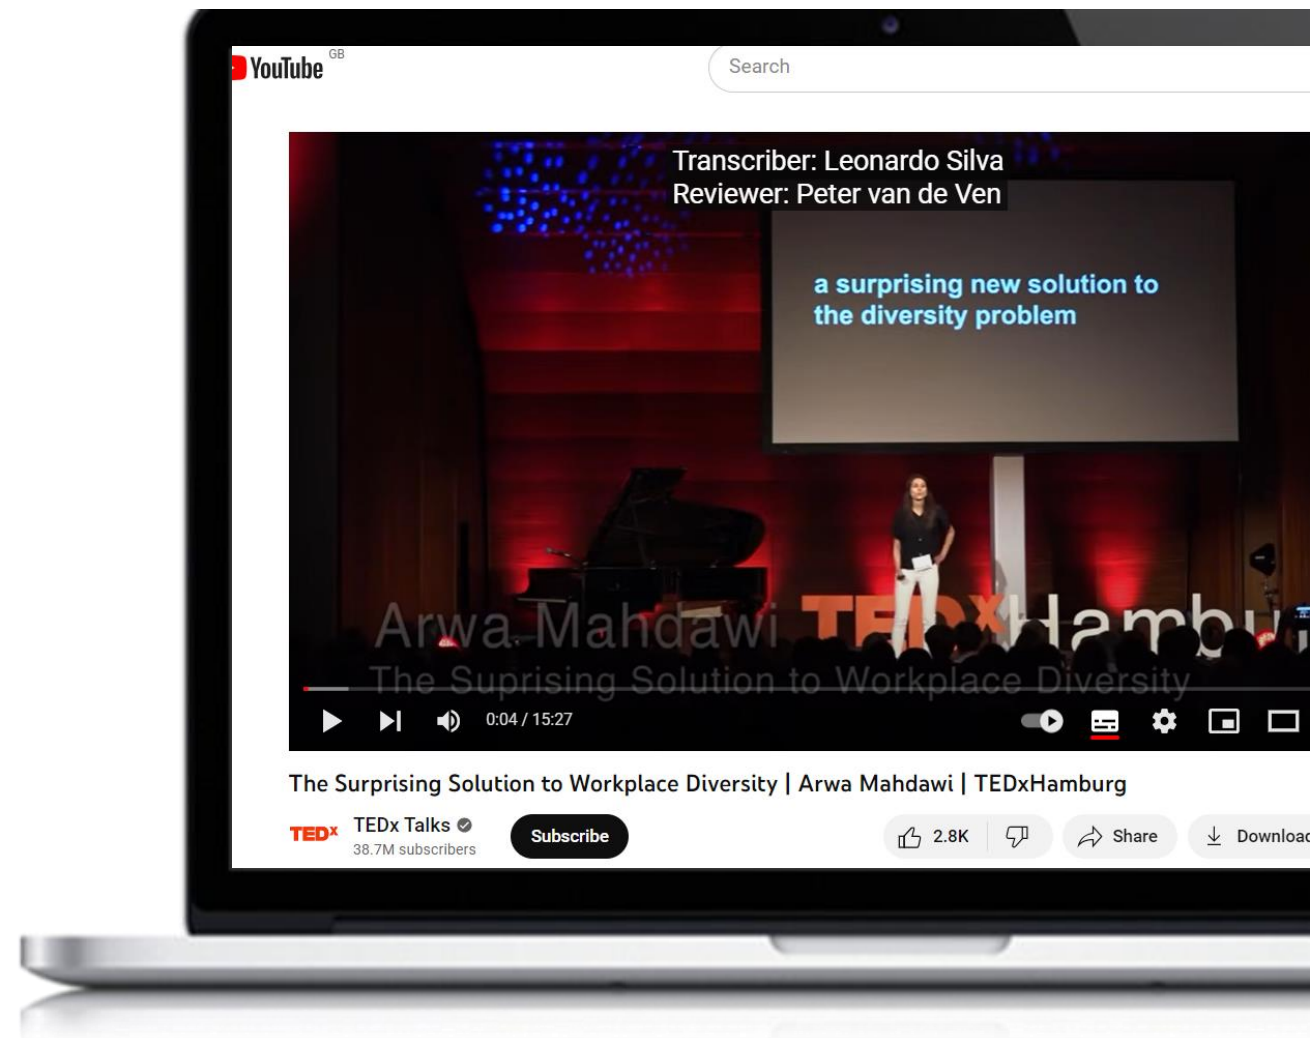 YouTube GB
Search
Transcriber: Leonardo Silva
Reviewer: Peter van de Ven
a surprising new solution to
the diversity problem
Arwa Mahdawi
TEDxHambu
The Suprising Solution to Workplace Diversity
0:04 / 15:27
The Surprising Solution to Workplace Diversity | Arwa Mahdawi | TEDxHamburg
TEDx
TEDx Talks
38.7M subscribers
Subscribe
2.8K
Share
Download